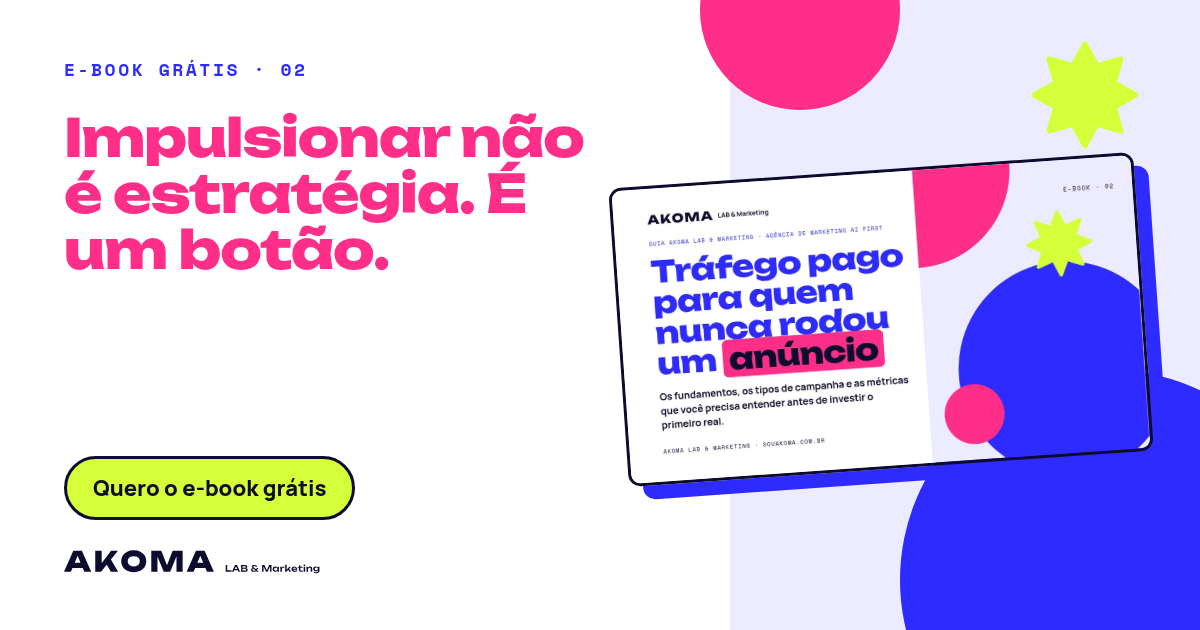 E-BOOK GRÁTIS · 02
Impulsionar não
é estratégia. É
um botão.
Quero o e-book grátis
AKOMA LAB & Marketing
AKOMA LAB & Marketing
E-BOOK · 02
GUIA AKOMA LAB & MARKETING · AGÊNCIA DE MARKETING AI FIRST
Tráfego pago
para quem
nunca rodou
um anúncio
Os fundamentos, os tipos de campanha e as métricas
que você precisa entender antes de investir o
primeiro real.
AKOMA LAB & MARKETING · SOUAKOMA.COM.BR